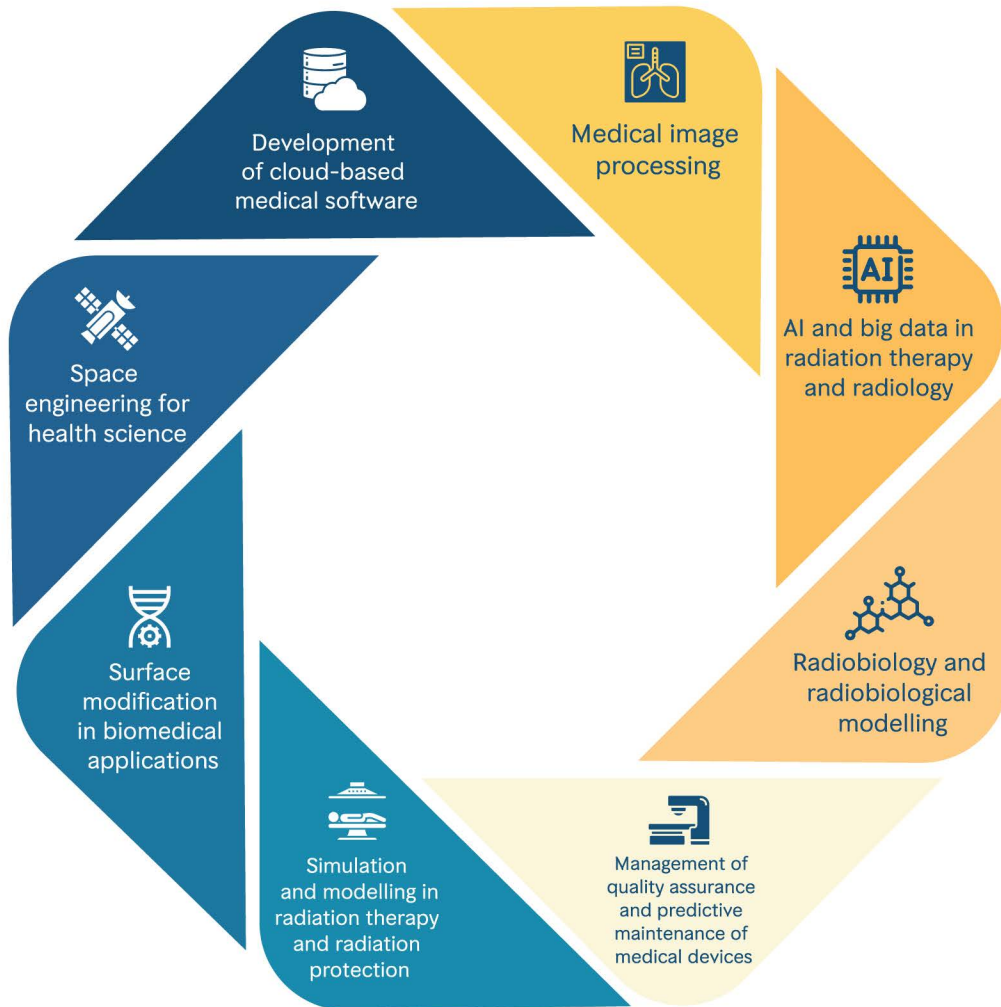 Development
of cloud-based
medical software
Medical image
processing
AI
AI and big data in
radiation therapy
and radiology
Radiobiology and
radiobiological
modelling
Management of
quality assurance
and predictive
maintenance of
medical devices
Simulation
and modelling in
radiation therapy
and radiation
protection
Surface
modification
in biomedical
applications
Space
engineering for
health science